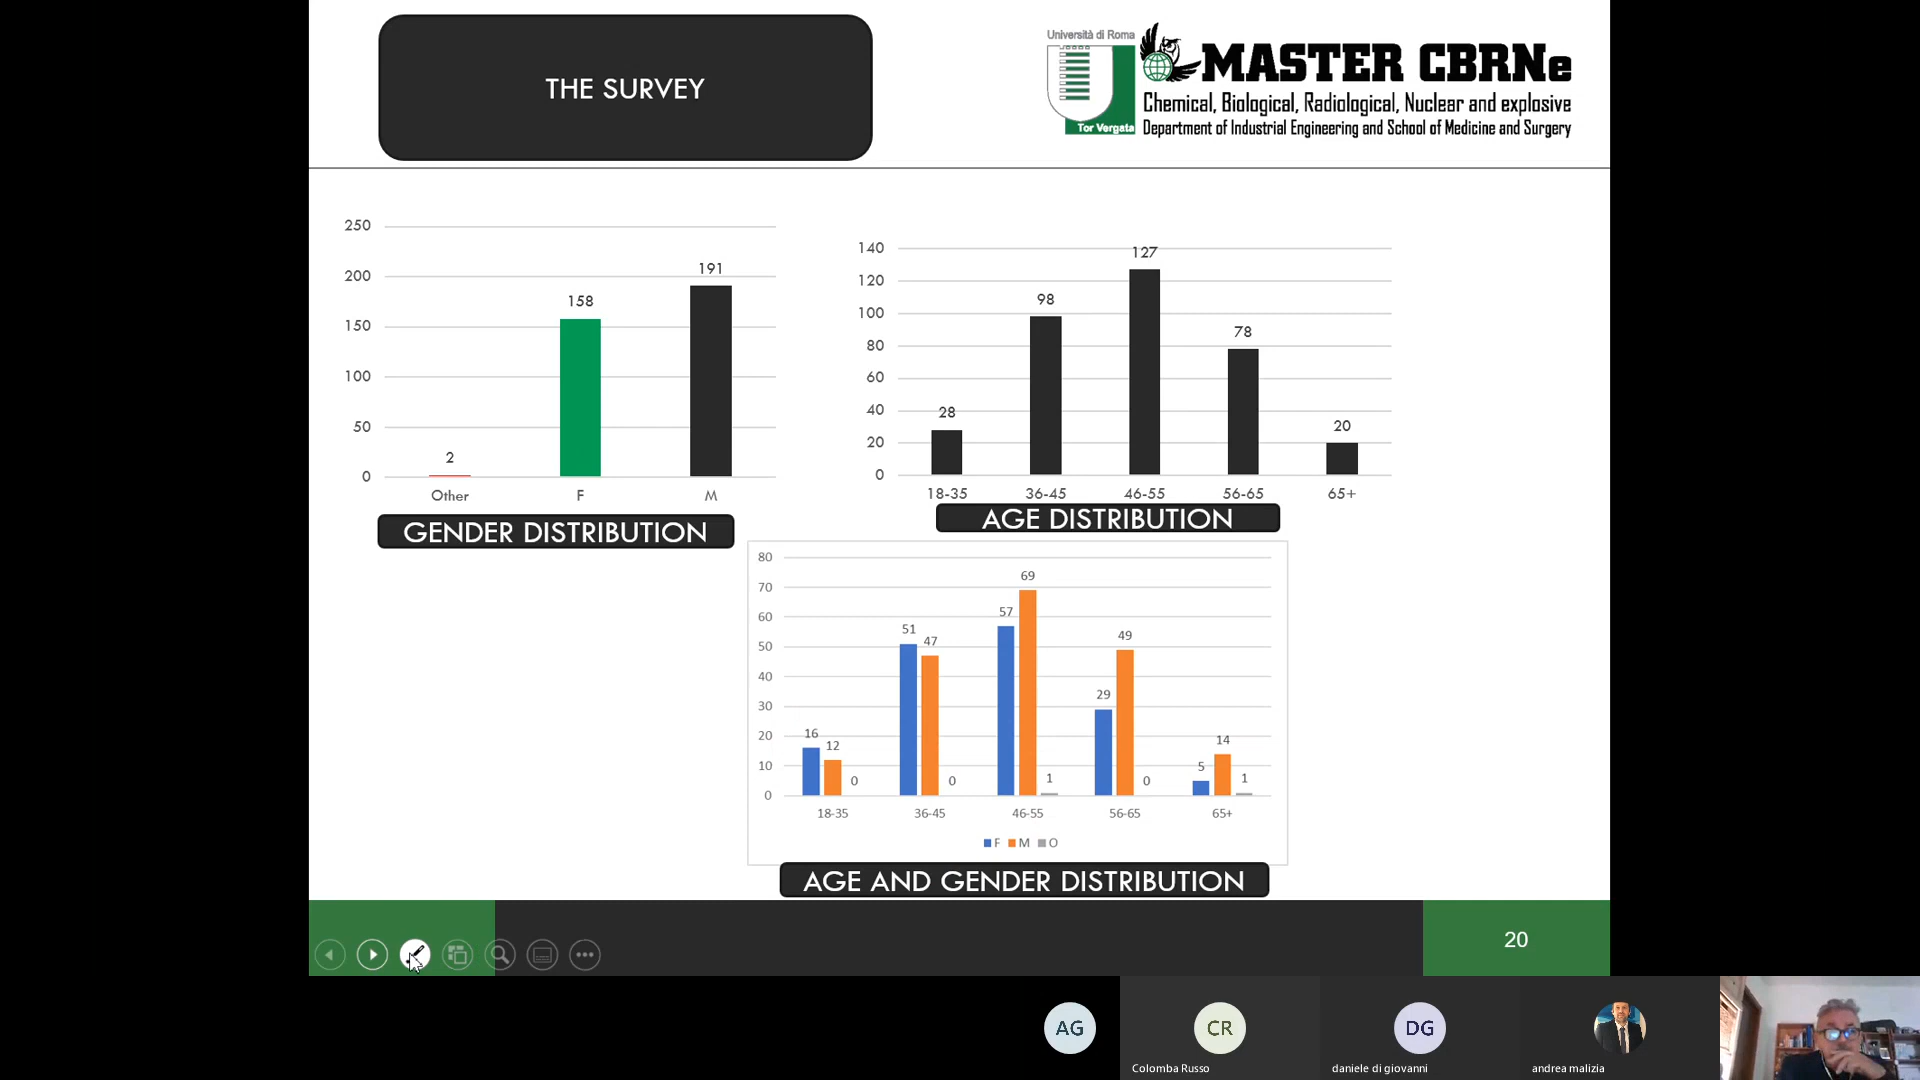 THE SURVEY
Università di Roma
Tor Vergata
MASTER CBRNe
Chemical, Biological, Radiological, Nuclear and explosive
Department of Industrial Engineering and School of Medicine and Surgery
250
200
150
100
50
0
2
158
191
Other F M
GENDER DISTRIBUTION
140
120
100
80
60
40
20
0
28
98
127
78
20
18-35 36-45 46-55 56-65 65+
AGE DISTRIBUTION
80
70
60
50
40
30
20
10
0
16 12 0
51 47 0
57 69 1
29 49 0
5 14 1
18-35 36-45 46-55 56-65 65+
F M O
AGE AND GENDER DISTRIBUTION
20
AG
CR
Colomba Russo
DG
daniele di giovanni
andrea malizia